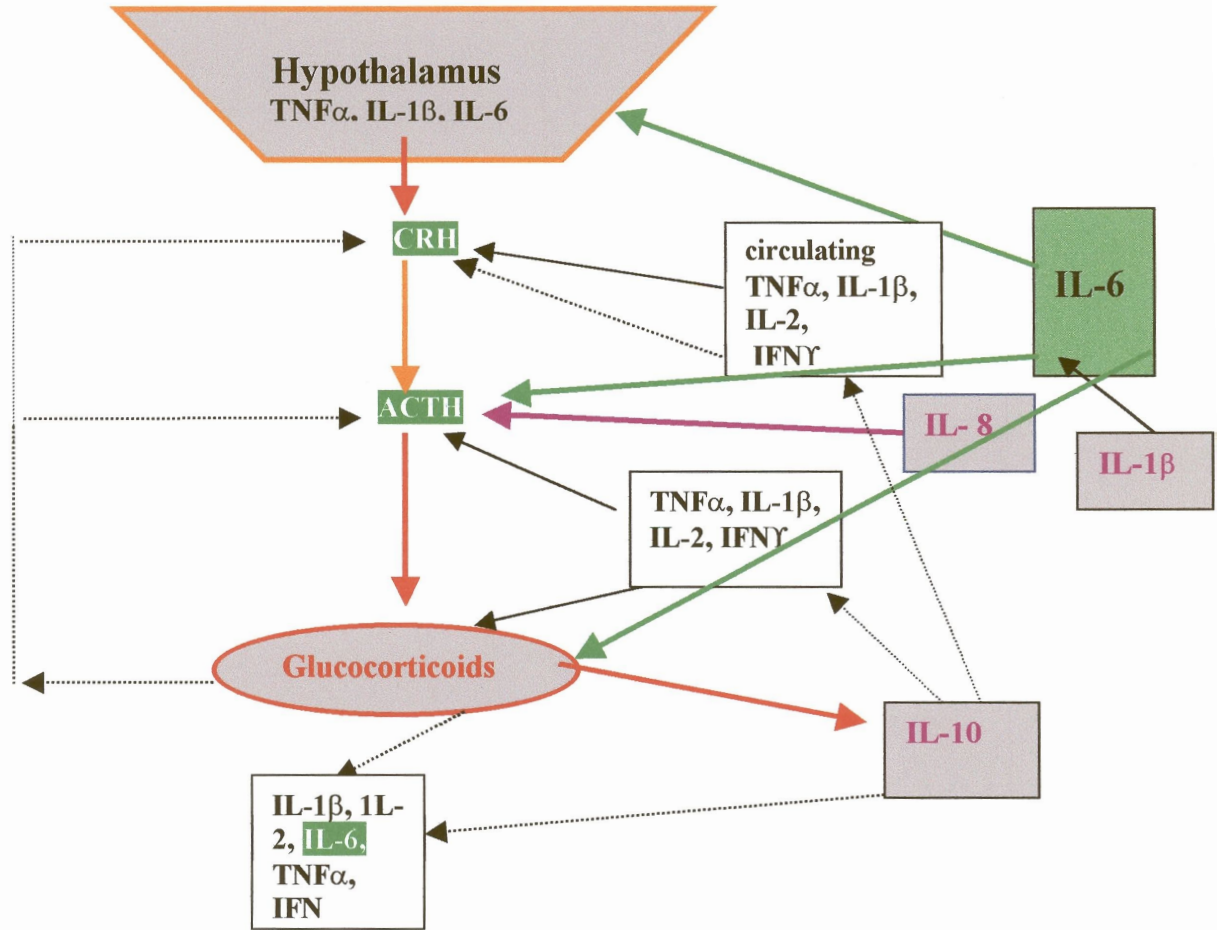 Hypothalamus
TNFα. IL-1ß. IL-6
CRH
circulating
TNFα, IL-1β,
IL-2,
IFNϒ
IL-6
ACTH
IL- 8
IL-1β
TNFα, IL-1β,
IL-2, IFNϒ
Glucocorticoids
IL-10
IL-1β, 1L-
2, IL-6,
TNFα,
IFN